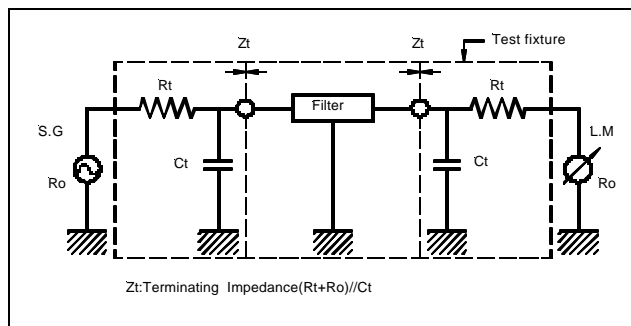 Zt Zt Test fixture
Rt Filter Rt
S.G L.M
Ct Ct
Ro Ro
Zt:Terminating Impedance(Rt+Ro)//Ct